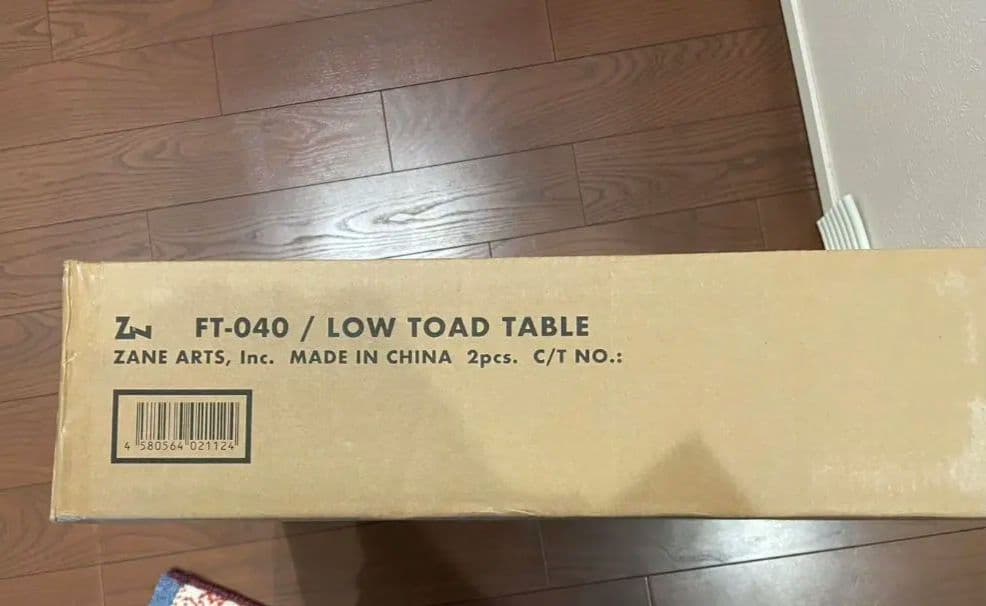 ZN FT-040 / LOW TOAD TABLE
ZANE ARTS, Inc. MADE IN CHINA 2pcs. C/T NO.:
4 580564 021124